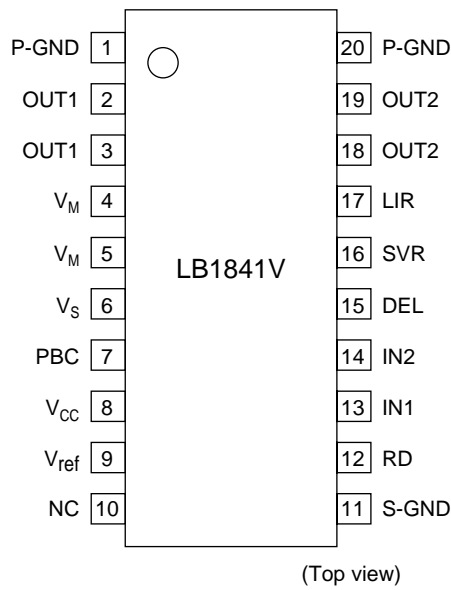 P-GND 1 20 P-GND
OUT1 2 19 OUT2
OUT1 3 18 OUT2
VM 4 17 LIR
VM 5 16 SVR
LB1841V
VS 6 15 DEL
PBC 7 14 IN2
VCC 8 13 IN1
Vref 9 12 RD
NC 10 11 S-GND
(Top view)